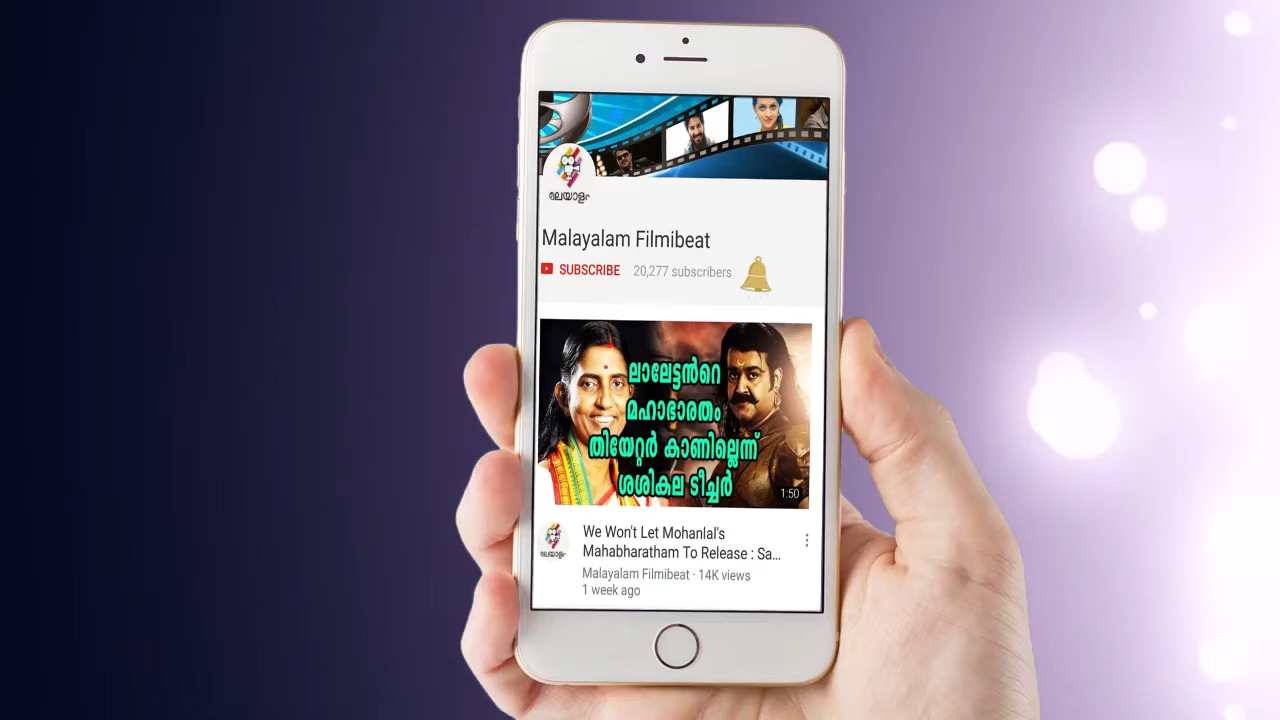 മലയാളം
Malayalam Filmibeat
SUBSCRIBE 20,277 subscribers
ലാലേട്ടൻറെ
മഹാഭാരതം
തിയേറ്റർ കാണില്ലെന്ന്
ശശികല ടീച്ചർ
1:50
We Won't Let Mohanlal's
Mahabharatham To Release : Sa...
മലയാളം
Malayalam Filmibeat · 14K views
1 week ago